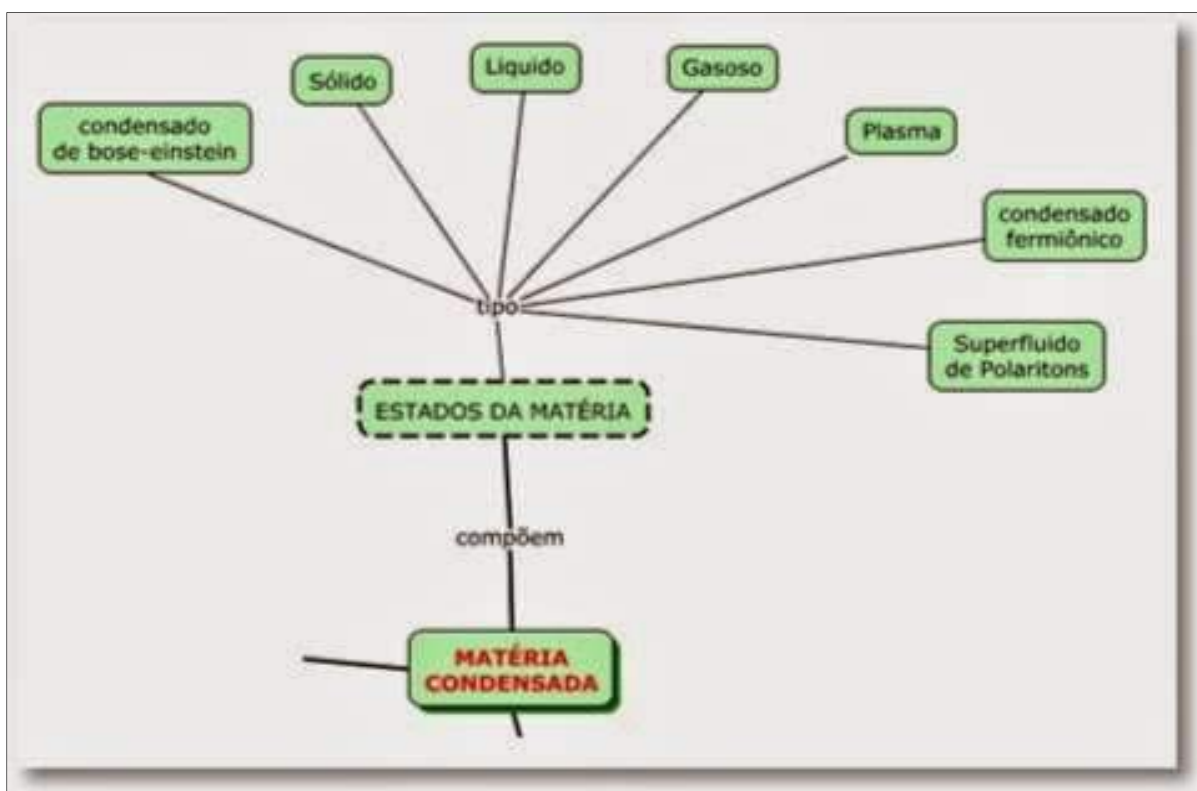 Líquido
Gasoso
Sólido
Plasma
condensado
de bose-einstein
condensado
fermiônico
tipo
Superfluido
de Polaritons
ESTADOS DA MATÉRIA
compõem
MATÉRIA
CONDENSADA